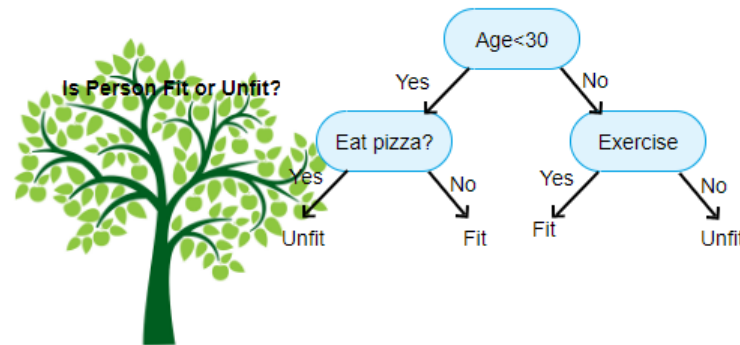 Age<30
Is Person Fit or Unfit?
Yes
No
Eat pizza?
Exercise
Yes
No
Yes
No
Unfit
Fit
Fit
Unfit